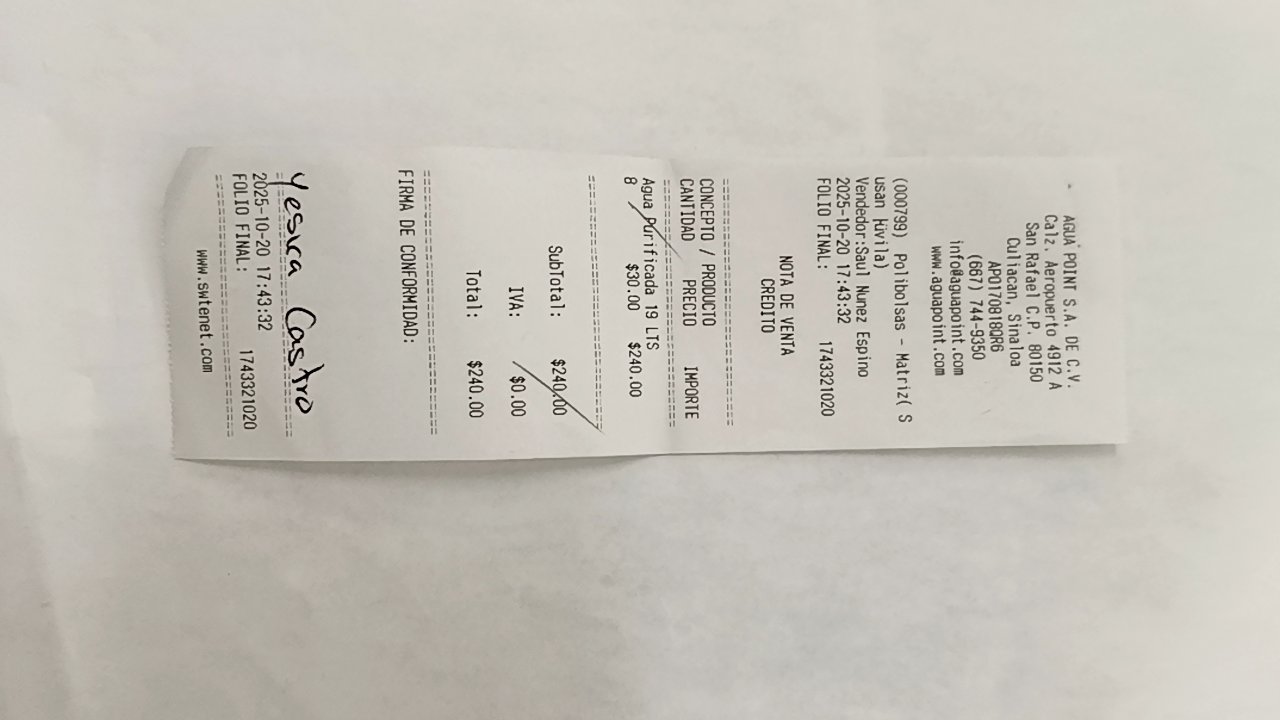 AGUA POINT S.A. DE C.V.
Calz. Aeropuerto 4912 A
San Rafael C.P. 80150
Culiacan, Sinaloa
APO170818QR6
(667) 744-9350
info@aguapoint.com
www.aguapoint.com
(000799) Polibolsas - Matriz( S
usan
Vendedor:Saul Nunez Espino
2025-10-20 17:43:32
FOLIO FINAL: 1743321020
NOTA DE VENTA
CREDITO
CONCEPTO / PRODUCTO
CANTIDAD PRECIO IMPORTE
Agua Purificada 19 LTS
8 $30.00 $240.00
SubTotal: $240.00
IVA: $0.00
Total: $240.00
FIRMA DE CONFORMIDAD:
Yesica Castro
2025-10-20 17:43:32
FOLIO FINAL: 1743321020
www.swtenet.com